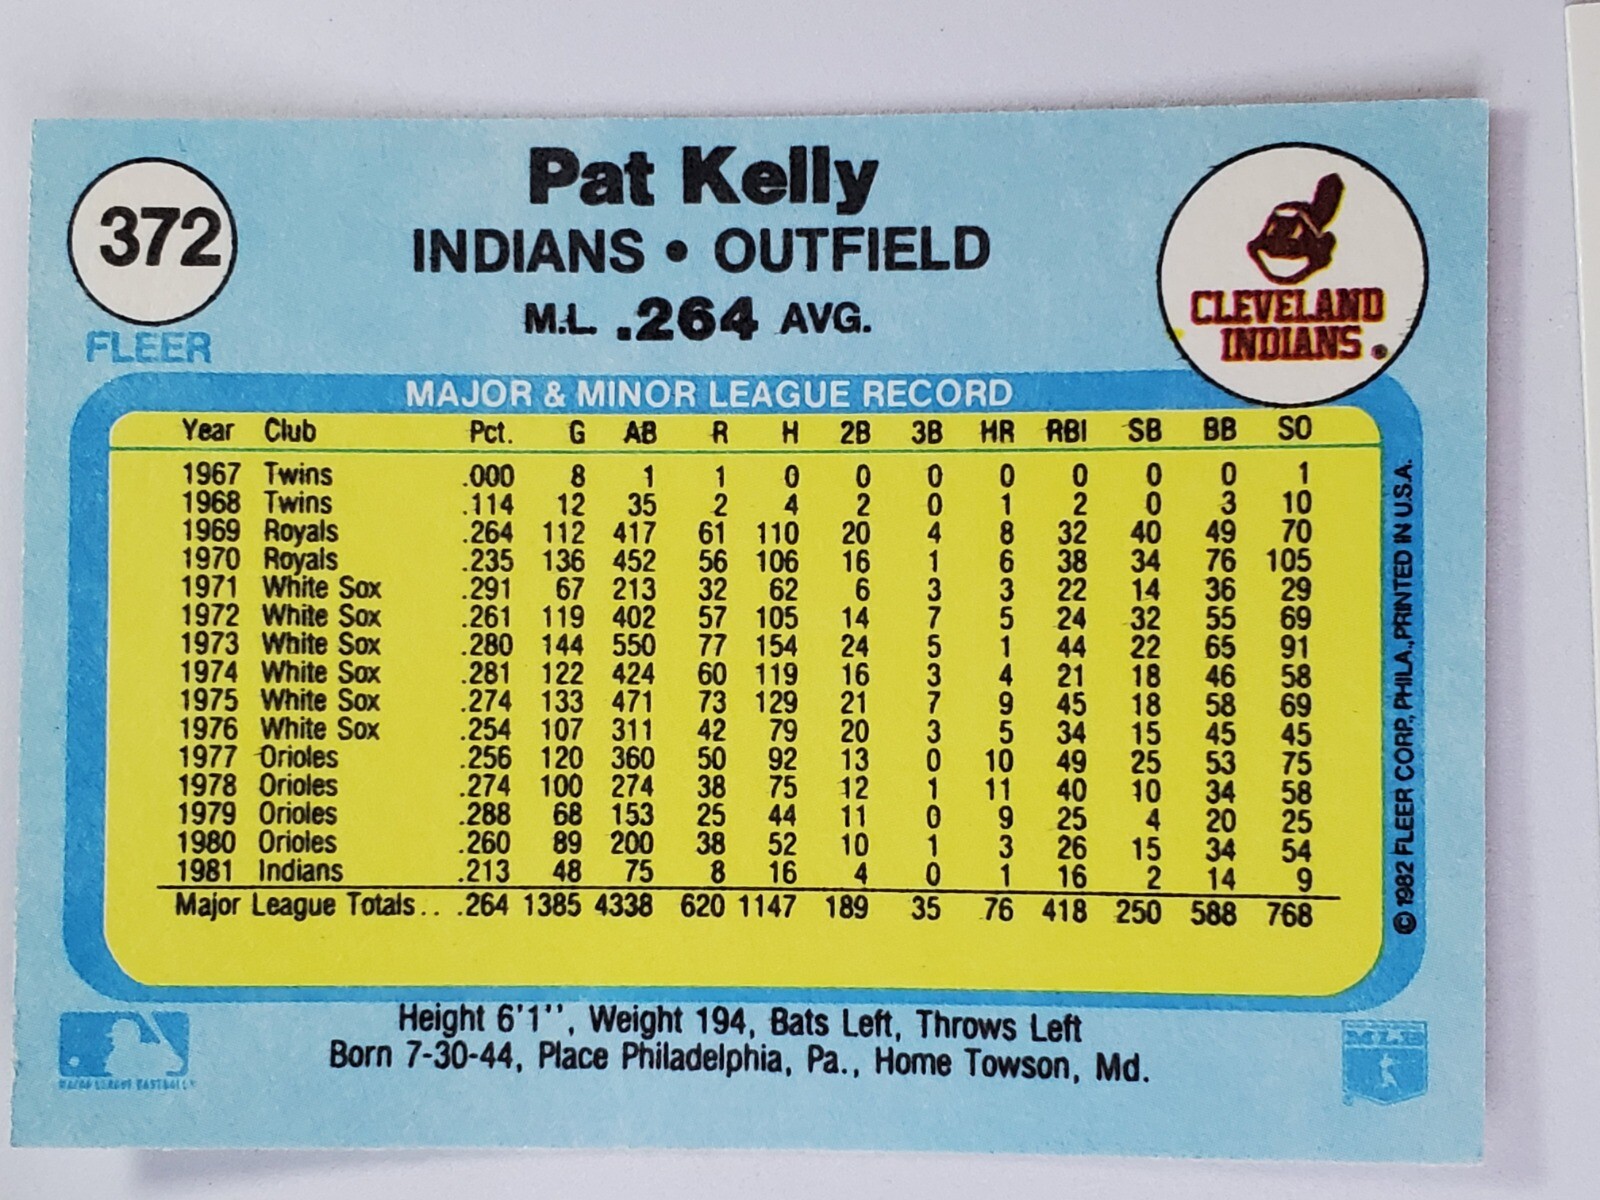 372
FLEER
Pat Kelly
INDIANS • OUTFIELD
M.L. .264 AVG.
CLEVELAND
INDIANS
MAJOR & MINOR LEAGUE RECORD
Year Club Pct. G AB R H 2B 3B HR RBI SB BB SO
1967 Twins .000 8 1 1 0 0 0 0 0 0 0 1
1968 Twins .114 12 35 2 4 2 0 1 2 0 3 10
1969 Royals .264 112 417 61 110 20 4 8 32 40 49 70
1970 Royals .235 136 452 56 106 16 1 6 38 34 76 105
1971 White Sox .291 67 213 32 62 6 3 3 22 14 36 29
1972 White Sox .261 119 402 57 105 14 7 5 24 32 55 69
1973 White Sox .280 144 550 77 154 24 5 1 44 22 65 91
1974 White Sox .281 122 424 60 119 16 3 4 21 18 46 58
1975 White Sox .274 133 471 73 129 21 7 9 45 18 58 69
1976 White Sox .254 107 311 42 79 20 3 5 34 15 45 45
1977 Orioles .256 120 360 50 92 13 0 10 49 25 53 75
1978 Orioles .274 100 274 38 75 12 1 11 40 10 34 58
1979 Orioles .288 68 153 25 44 11 0 9 25 4 20 25
1980 Orioles .260 89 200 38 52 10 1 3 26 15 34 54
1981 Indians .213 48 75 8 16 4 0 1 16 2 14 9
Major League Totals.. .264 1385 4338 620 1147 189 35 76 418 250 588 768
© 1982 FLEER CORP., PHILA., PRINTED IN U.S.A.
Height 6'1'', Weight 194, Bats Left, Throws Left
Born 7-30-44, Place Philadelphia, Pa., Home Towson, Md.
MAJOR LEAGUE BASEBALL